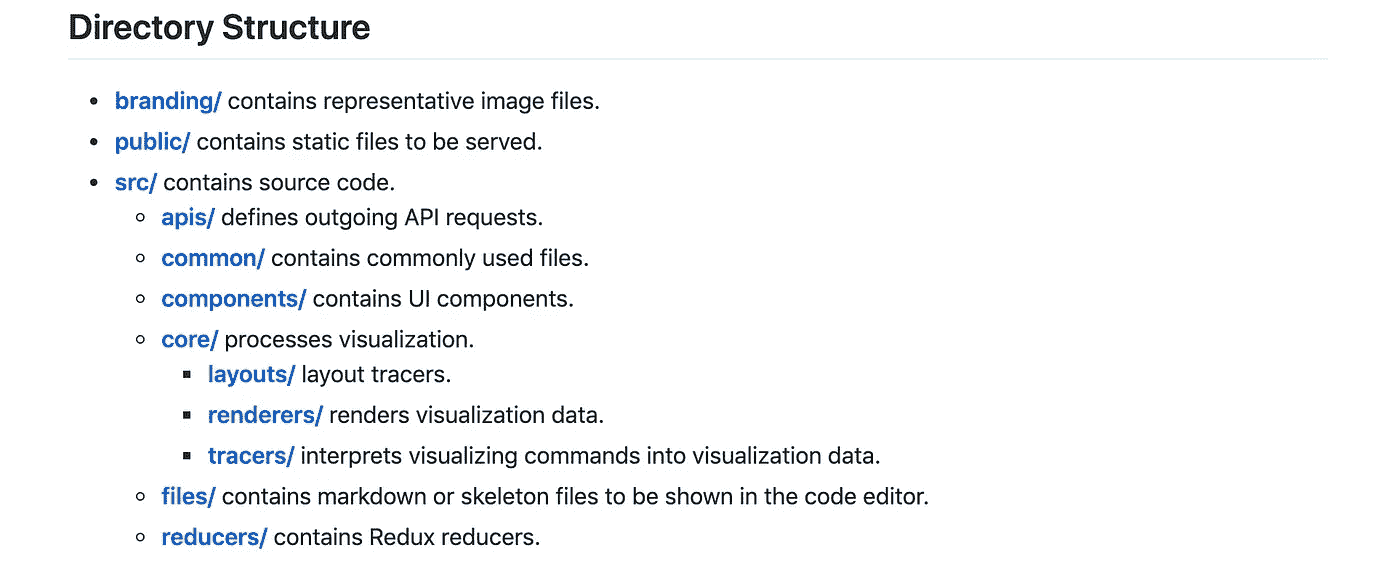 Directory Structure
branding/ contains representative image files.
public/ contains static files to be served.
src/ contains source code.
apis/ defines outgoing API requests.
common/ contains commonly used files.
components/ contains UI components.
core/ processes visualization.
layouts/ layout tracers.
renderers/ renders visualization data.
tracers/ interprets visualizing commands into visualization data.
files/ contains markdown or skeleton files to be shown in the code editor.
reducers/ contains Redux reducers.